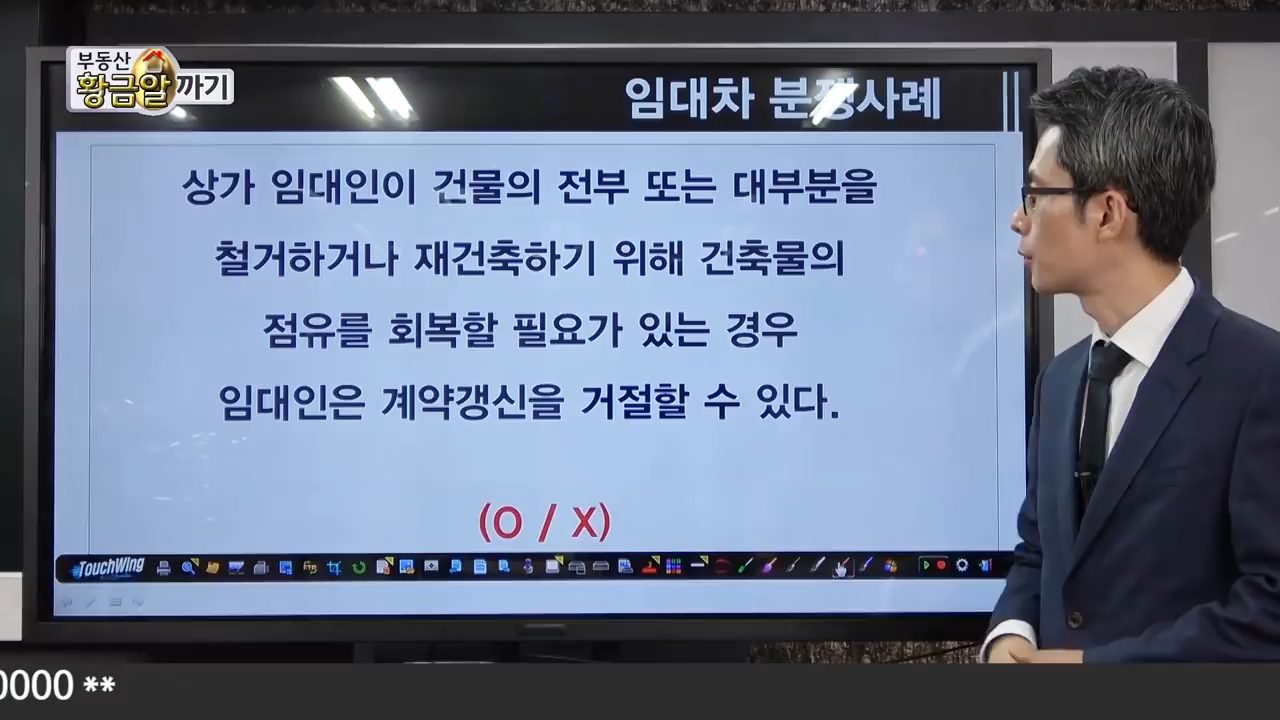 부동산
황금알까기
임대차 분쟁사례
상가 임대인이 건물의 전부 또는 대부분을
철거하거나 재건축하기 위해 건축물의
점유를 회복할 필요가 있는 경우
임대인은 계약갱신을 거절할 수 있다.
(O / X)
TouchWing
0000 **